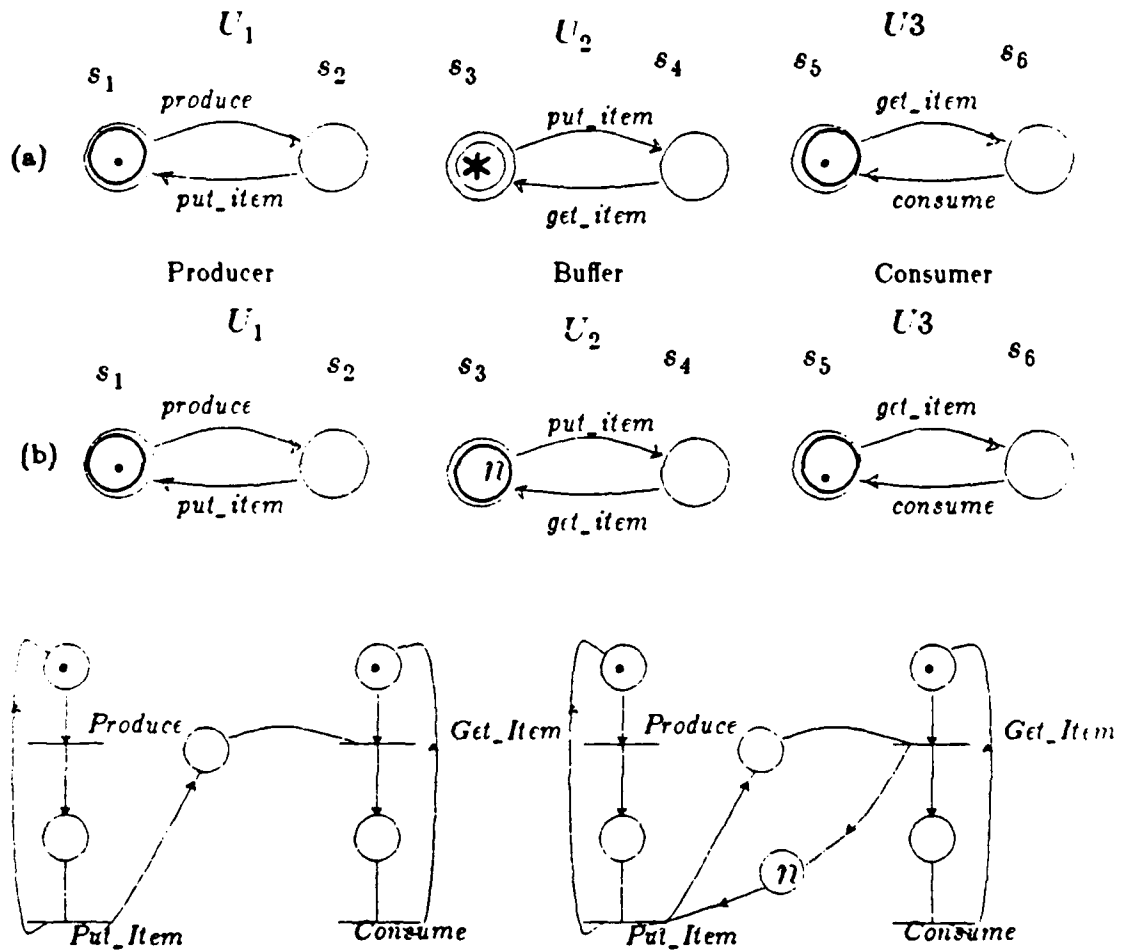 U₁ U₂ U3
s₁ s₂ s₃ s₄ s₅ s₆
produce put_item get_item
(a) . * .
put_item get_item consume
Producer Buffer Consumer
U₁ U₂ U3
s₁ s₂ s₃ s₄ s₅ s₆
produce put_item get_item
(b) . n .
put_item get_item consume
Produce Get_Item Produce Get_Item
n
Put_Item Consume Put_Item Consume